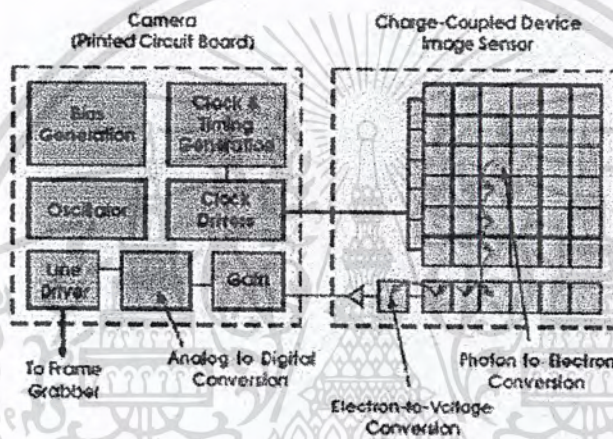 Camera
(Printed Circuit Board)
Charge-Coupled Device
Image Sensor
Bias
Generation
Clock &
Timing
Generation
Oscillator
Clock
Drivers
Line
Driver
Gain
To Frame
Grabber
Analog to Digital
Conversion
Photon to Electron
Conversion
Electron-to-Voltage
Conversion